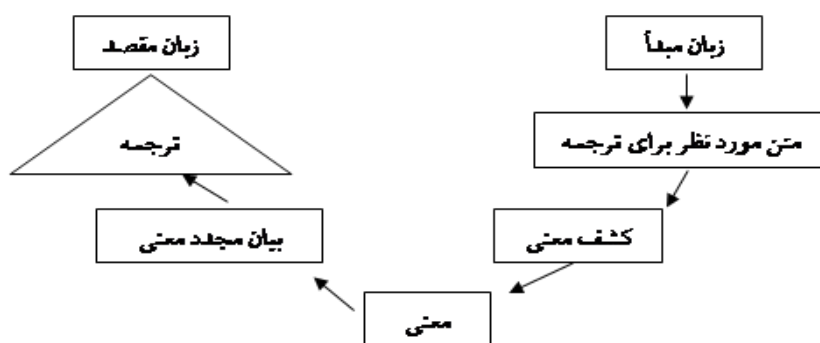 زبان مبدأ
زبان مقصد
متن مورد نظر برای ترجمه
ترجمه
کشف معنی
بیان مجدد معنی
معنی